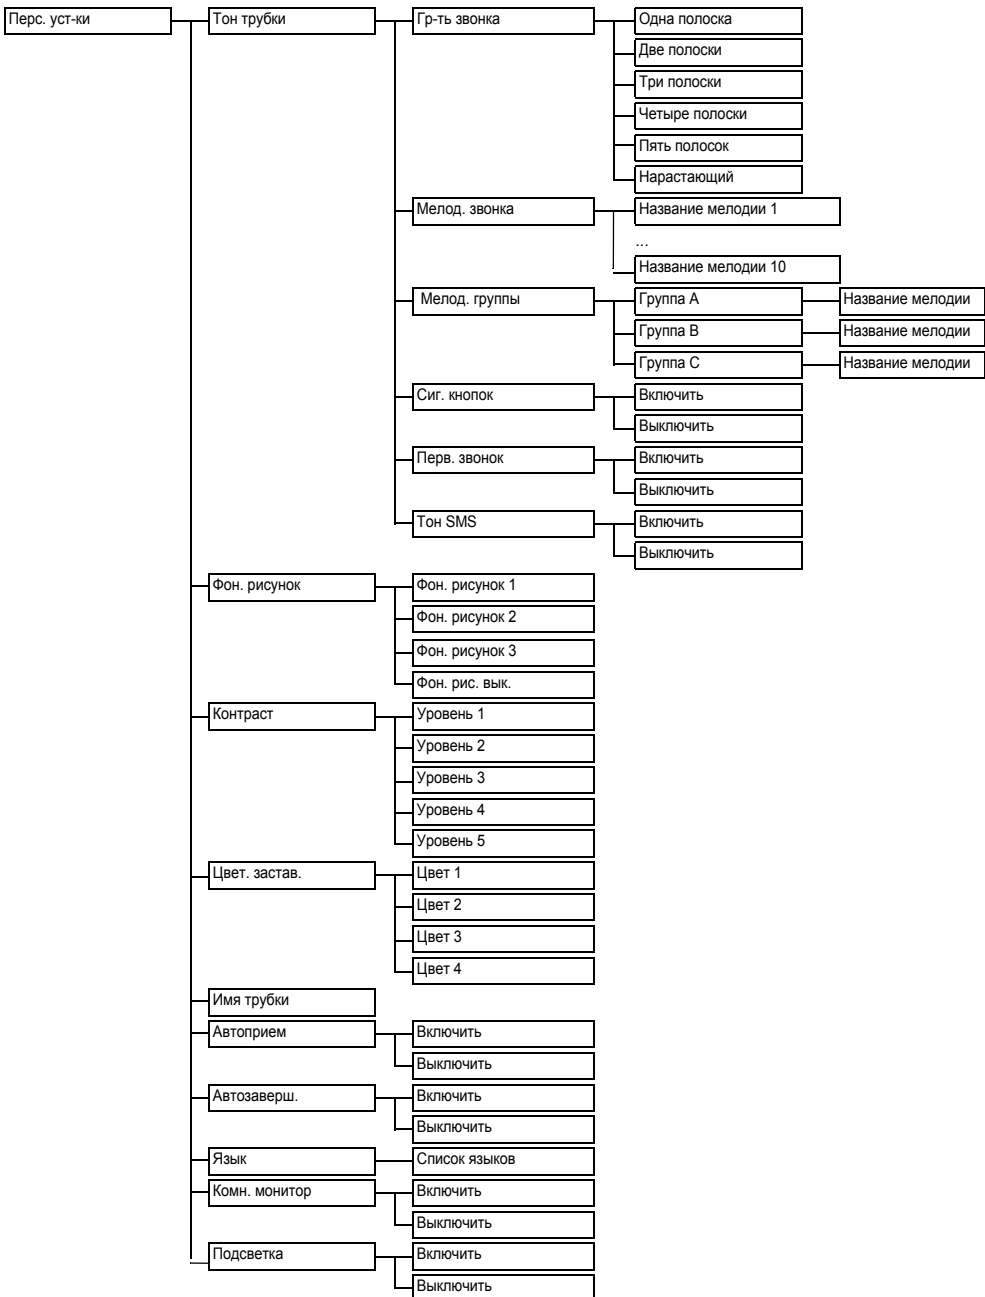 Перс. уст-ки
Тон трубки
Гр-ть звонка
Одна полоска
Две полоски
Три полоски
Четыре полоски
Пять полосок
Нарастающий
Мелод. звонка
Название мелодии 1
...
Название мелодии 10
Мелод. группы
Группа A
Название мелодии
Группа B
Название мелодии
Группа C
Название мелодии
Сиг. кнопок
Включить
Выключить
Перв. звонок
Включить
Выключить
Тон SMS
Включить
Выключить
Фон. рисунок
Фон. рисунок 1
Фон. рисунок 2
Фон. рисунок 3
Фон. рис. вык.
Контраст
Уровень 1
Уровень 2
Уровень 3
Уровень 4
Уровень 5
Цвет. застав.
Цвет 1
Цвет 2
Цвет 3
Цвет 4
Имя трубки
Автоприем
Включить
Выключить
Автозаверш.
Включить
Выключить
Язык
Список языков
Комн. монитор
Включить
Выключить
Подсветка
Включить
Выключить